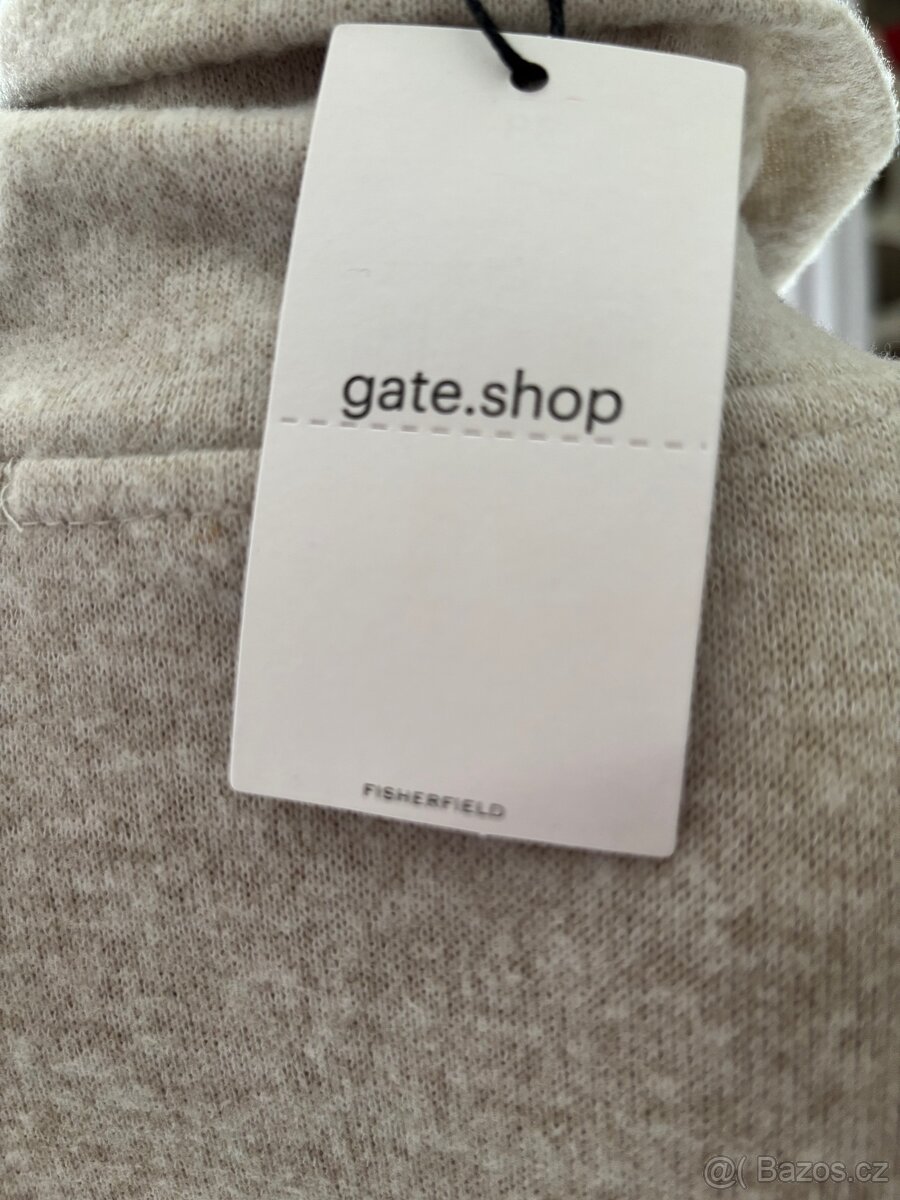 gate.shop
FISHERFIELD
@( Bazos.cz